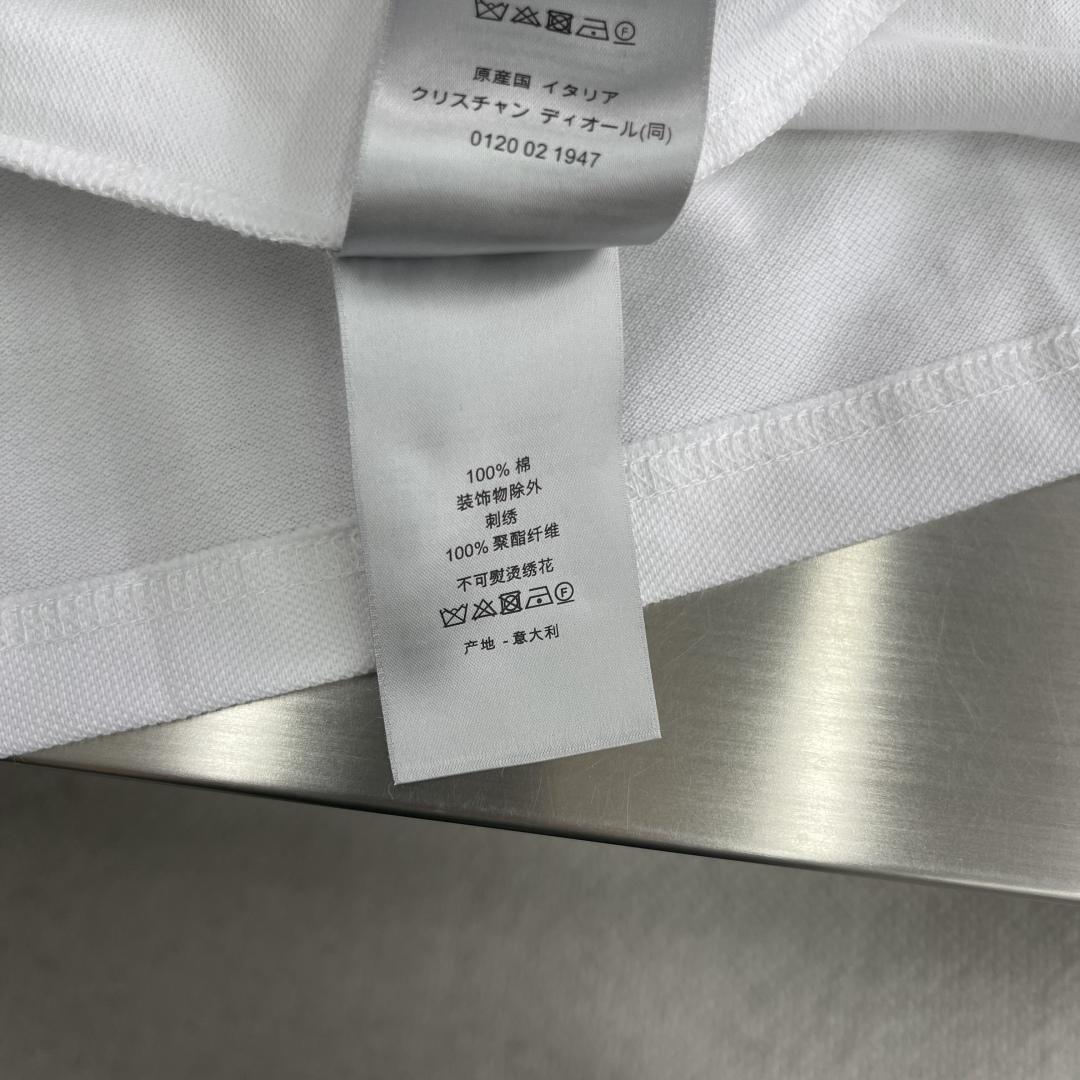 原産国 イタリア
クリスチャン ディオール(同)
0120 02 1947
100% 棉
装饰物除外
刺绣
100% 聚酯纤维
不可熨烫绣花
F
产地 - 意大利